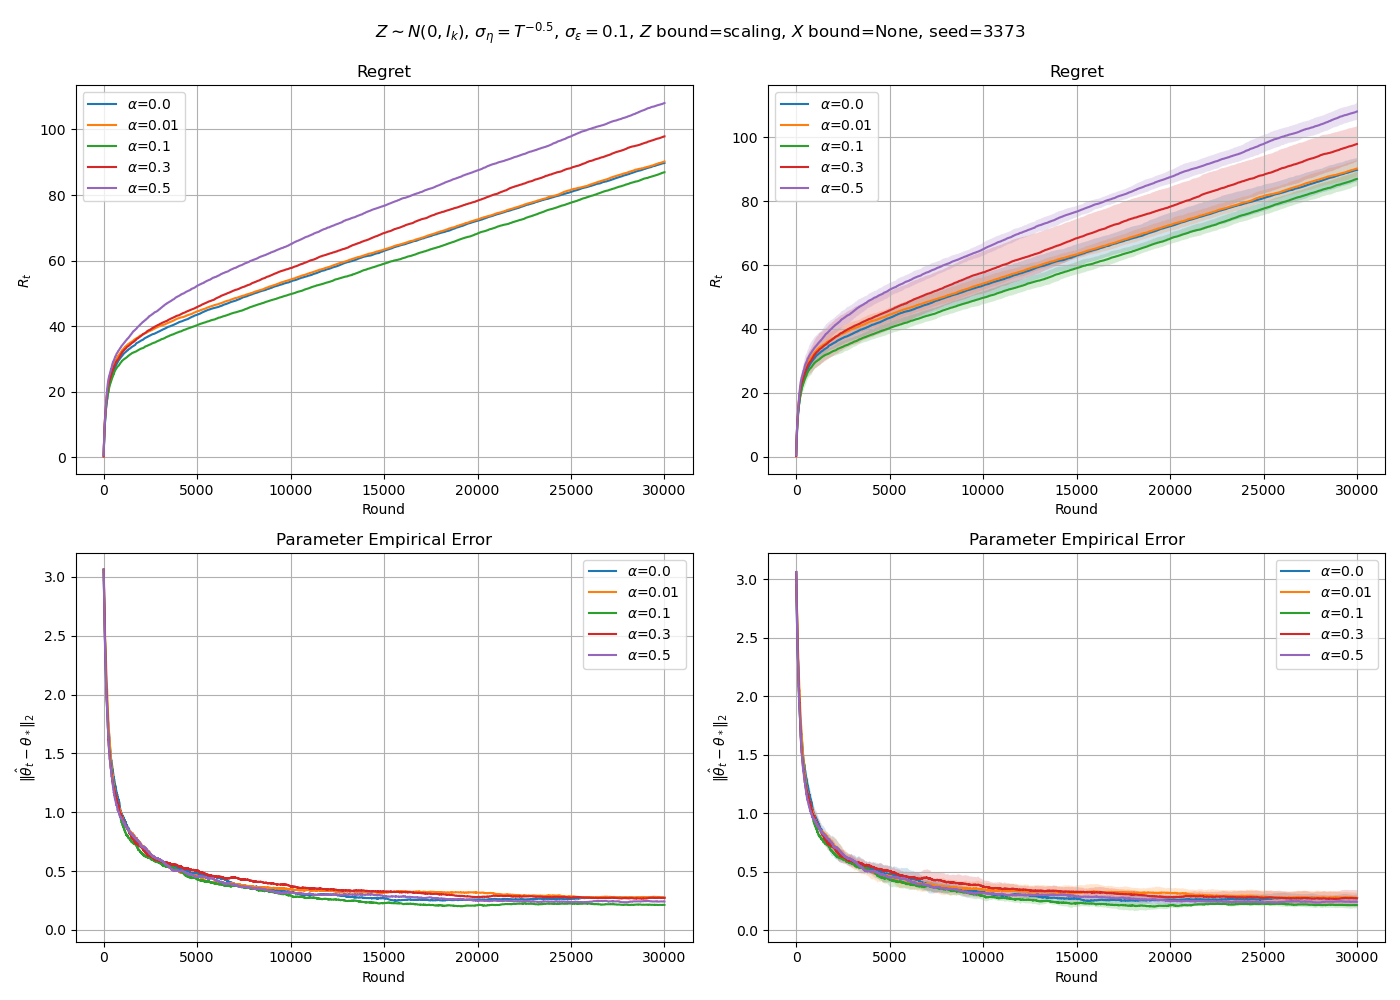 Z ∼ N(0, I_k), σ_η = T^{−0.5}, σ_ε = 0.1, Z bound=scaling, X bound=None, seed=3373
Regret
α=0.0
α=0.01
α=0.1
α=0.3
α=0.5
R_t
100
80
60
40
20
0
0 5000 10000 15000 20000 25000 30000
Round
Regret
α=0.0
α=0.01
α=0.1
α=0.3
α=0.5
R_t
100
80
60
40
20
0
0 5000 10000 15000 20000 25000 30000
Round
Parameter Empirical Error
α=0.0
α=0.01
α=0.1
α=0.3
α=0.5
‖θ̂_t − θ_*‖_2
3.0
2.5
2.0
1.5
1.0
0.5
0.0
0 5000 10000 15000 20000 25000 30000
Round
Parameter Empirical Error
α=0.0
α=0.01
α=0.1
α=0.3
α=0.5
‖θ̂_t − θ_*‖_2
3.0
2.5
2.0
1.5
1.0
0.5
0.0
0 5000 10000 15000 20000 25000 30000
Round